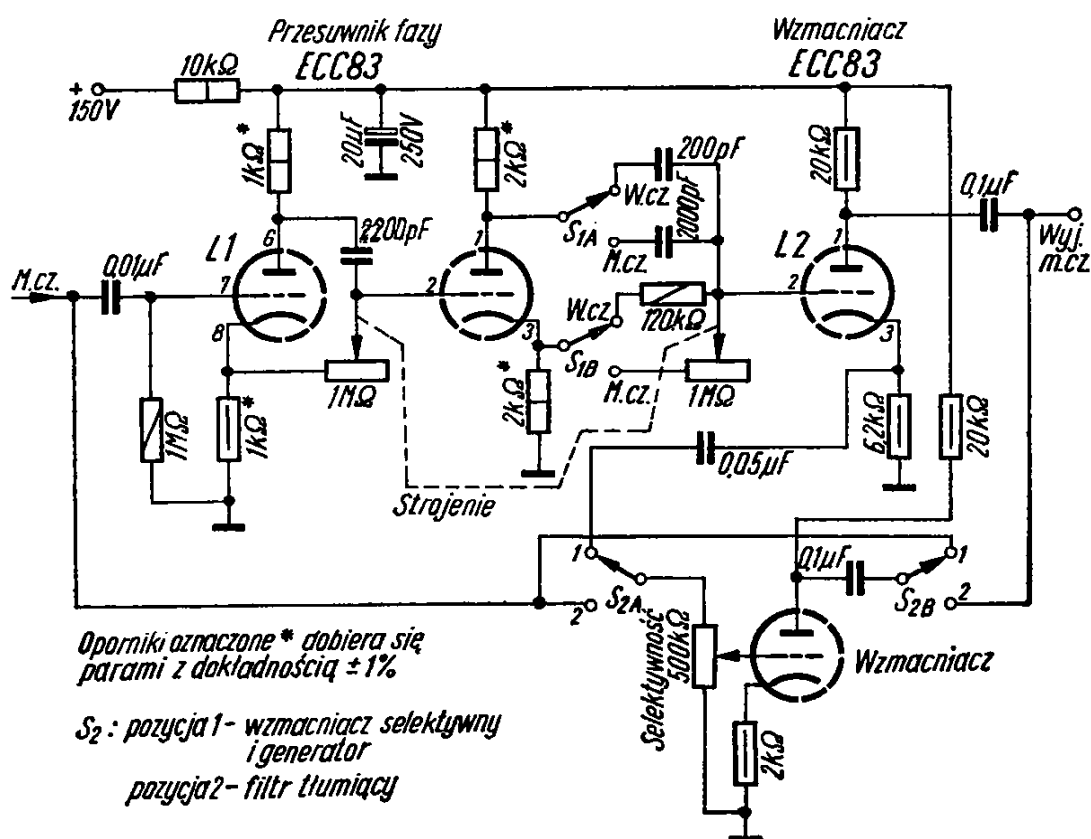 Przesuwnik fazy
ECC83
Wzmacniacz
ECC83
+
150V
10kΩ
1kΩ*
20µF
250V
2kΩ*
200pF
W.cz.
2000pF
S1A
M.cz.
20kΩ
0,1µF
Wyj.
m.cz.
M.cz.
0,01µF
L1
6
7
8
2200pF
1
2
3
W.cz.
120kΩ
S1B
M.cz.
L2
1
2
3
1MΩ
1kΩ*
1MΩ
2kΩ*
1MΩ
6,2kΩ
20kΩ
0,05µF
Strojenie
1
2
S2A
0,1µF
1
2
S2B
Selektywność
500kΩ
Wzmacniacz
2kΩ
Oporniki oznaczone * dobiera się
parami z dokładnością ±1%
S2: pozycja 1 - wzmacniacz selektywny
i generator
pozycja 2 - filtr tłumiący